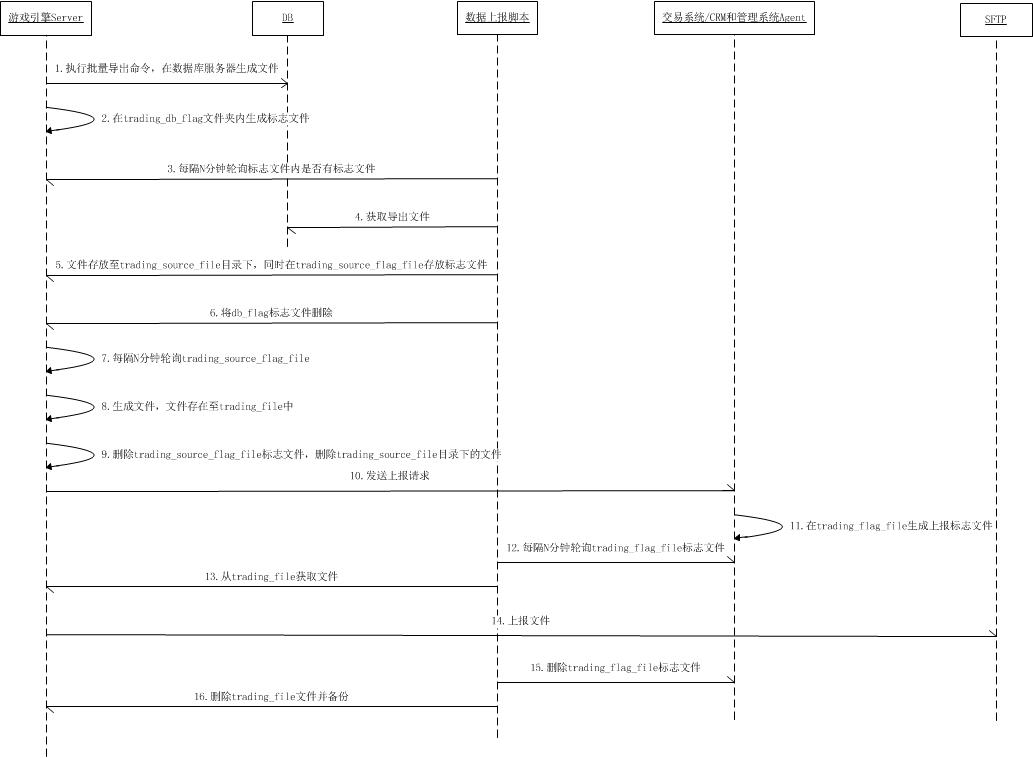 游戏引擎Server
DB
数据上报脚本
交易系统/CRM和管理系统Agent
SFTP
1.执行批量导出命令，在数据库服务器生成文件
2.在trading_db_flag文件夹内生成标志文件
3.每隔N分钟轮询标志文件内是否有标志文件
4.获取导出文件
5.文件存放至trading_source_file目录下，同时在trading_source_flag_file存放标志文件
6.将db_flag标志文件删除
7.每隔N分钟轮询trading_source_flag_file
8.生成文件，文件存在至trading_file中
9.删除trading_source_flag_file标志文件，删除trading_source_file目录下的文件
10.发送上报请求
11.在trading_flag_file生成上报标志文件
12.每隔N分钟轮询trading_flag_file标志文件
13.从trading_file获取文件
14.上报文件
15.删除trading_flag_file标志文件
16.删除trading_file文件并备份